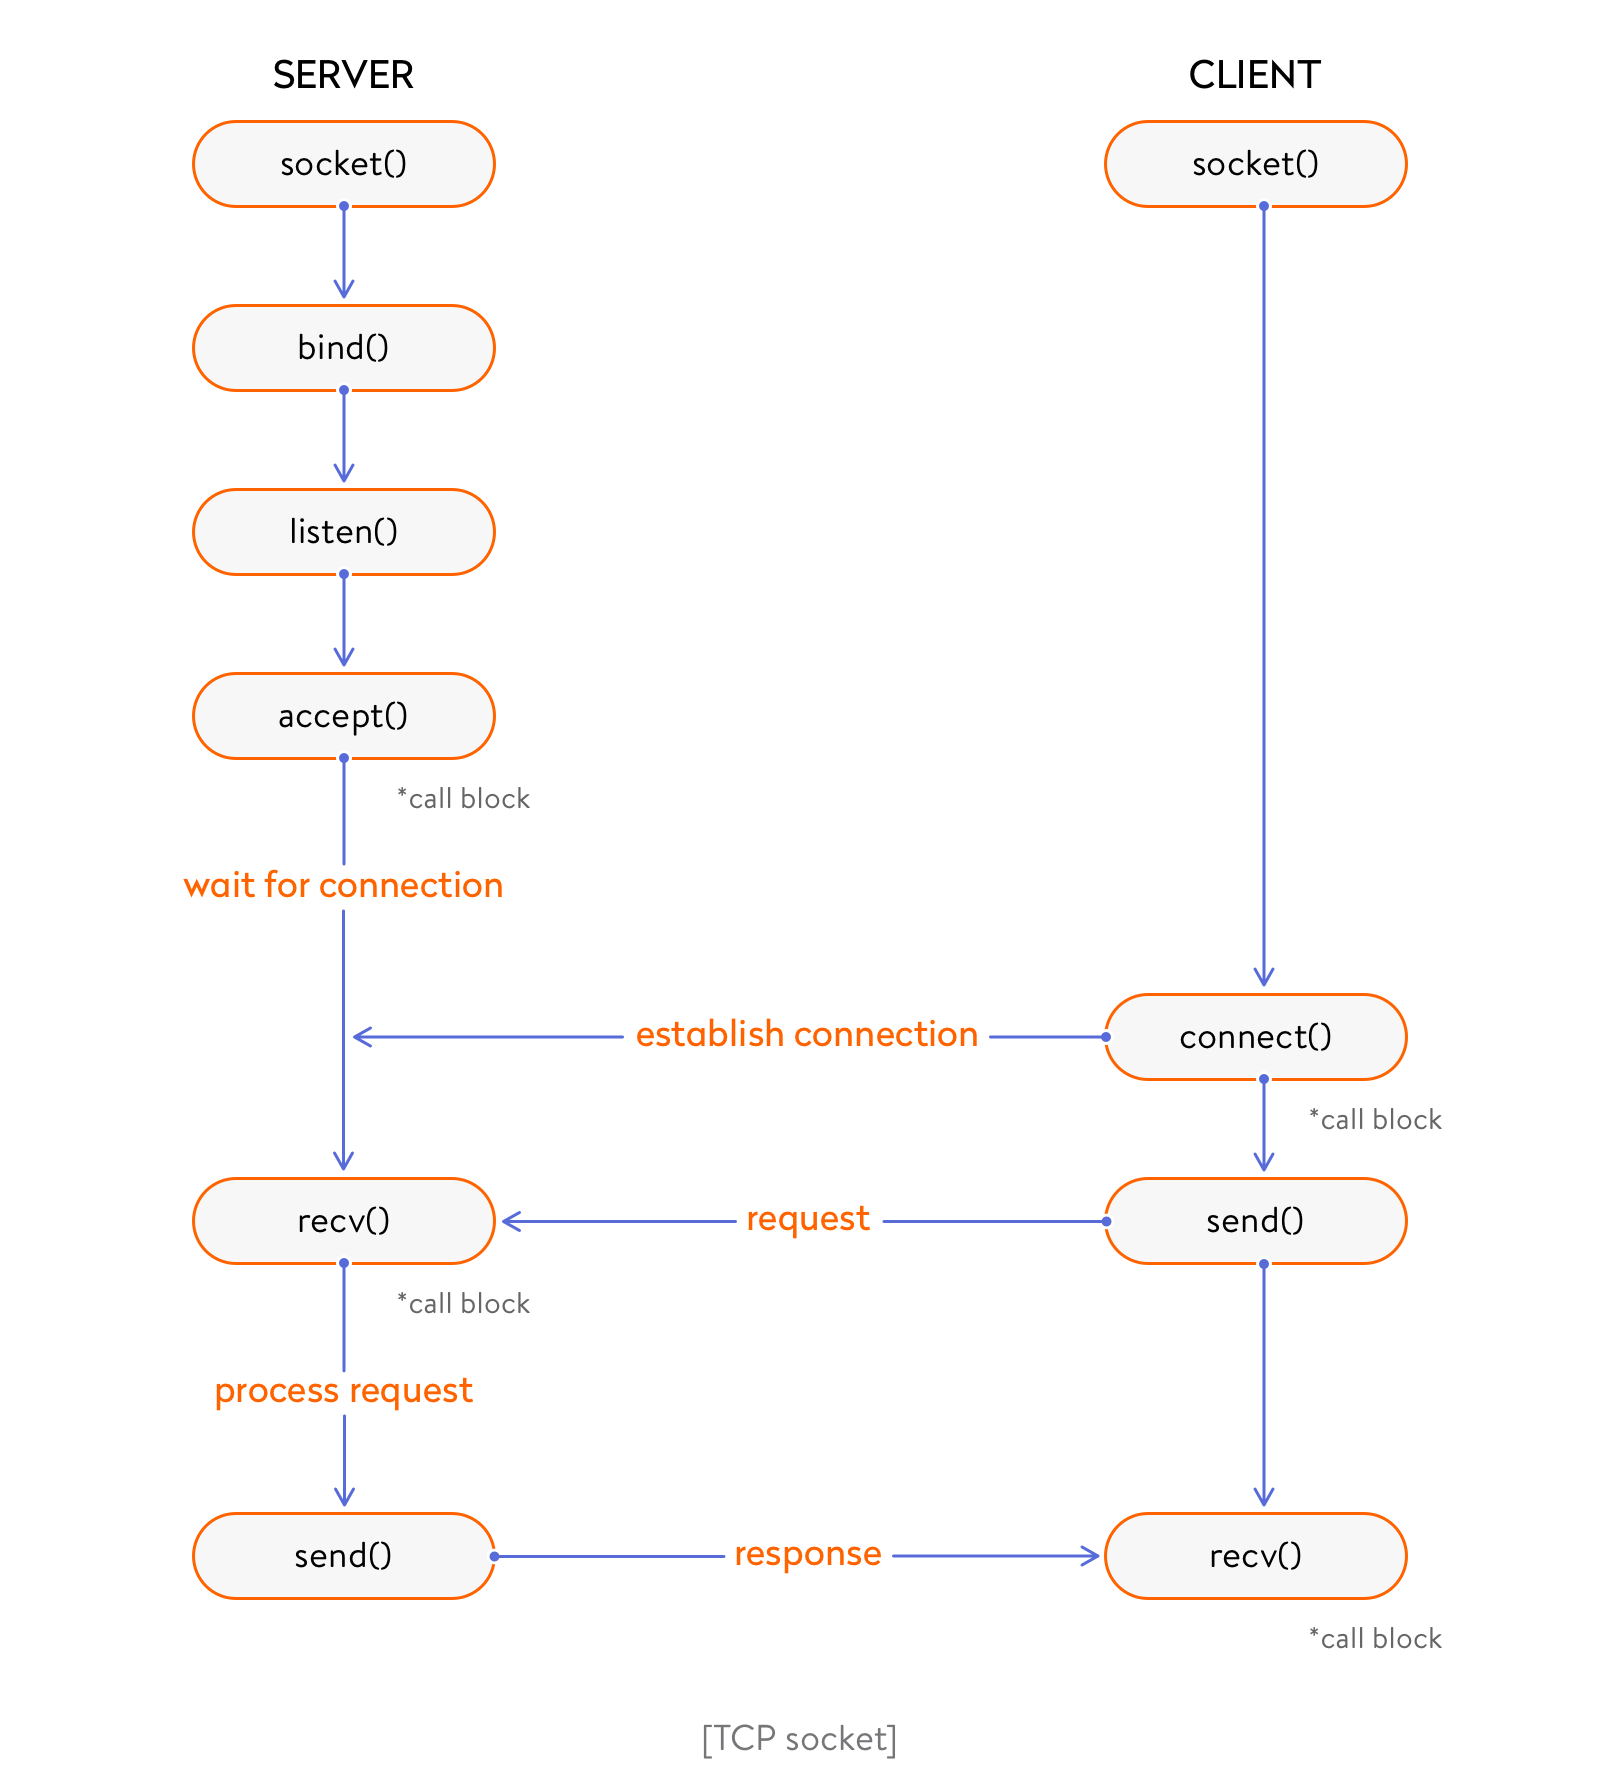 SERVER
CLIENT
socket()
socket()
bind()
listen()
accept()
*call block
wait for connection
establish connection
connect()
*call block
recv()
request
send()
*call block
process request
send()
response
recv()
*call block
[TCP socket]